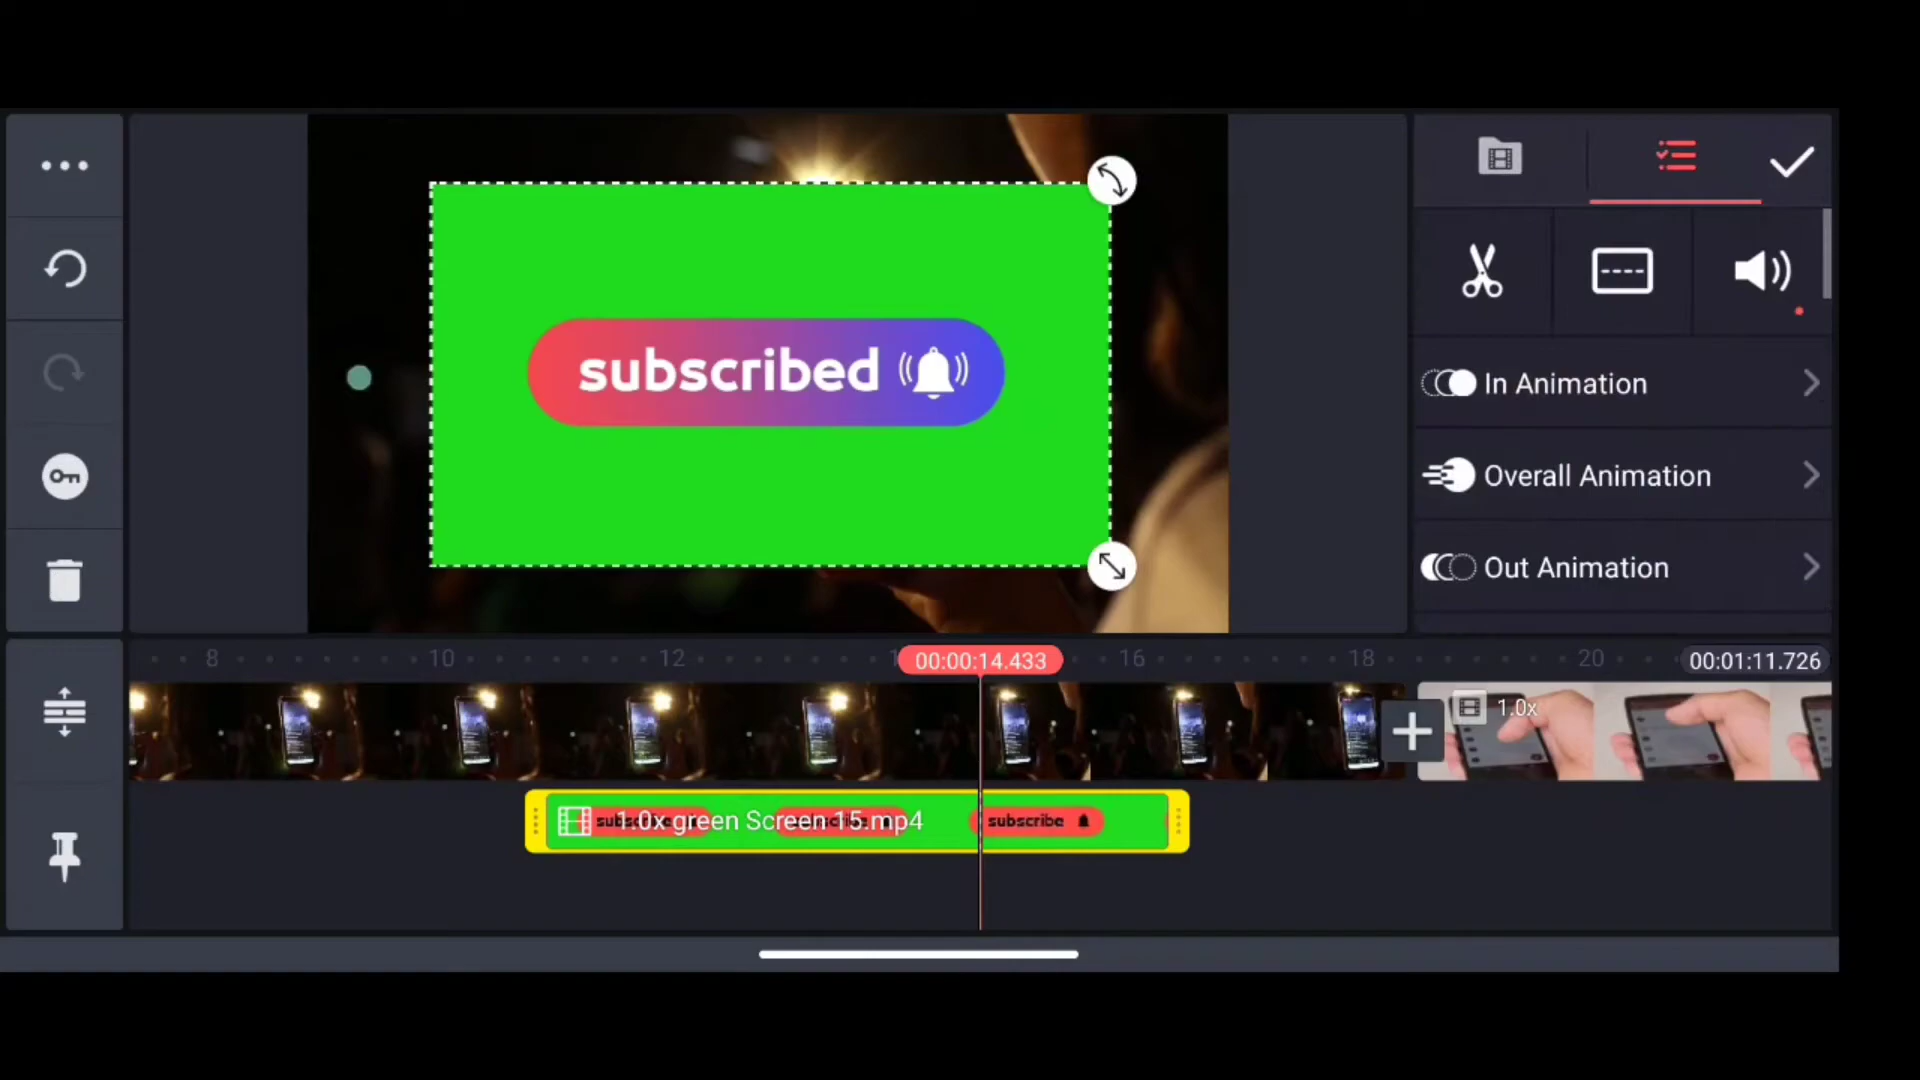 subscribed
In Animation
Overall Animation
Out Animation
8
10
12
00:00:14.433
16
18
20
00:01:11.726
1.0x
1.0x green Screen 15.mp4
subscribe